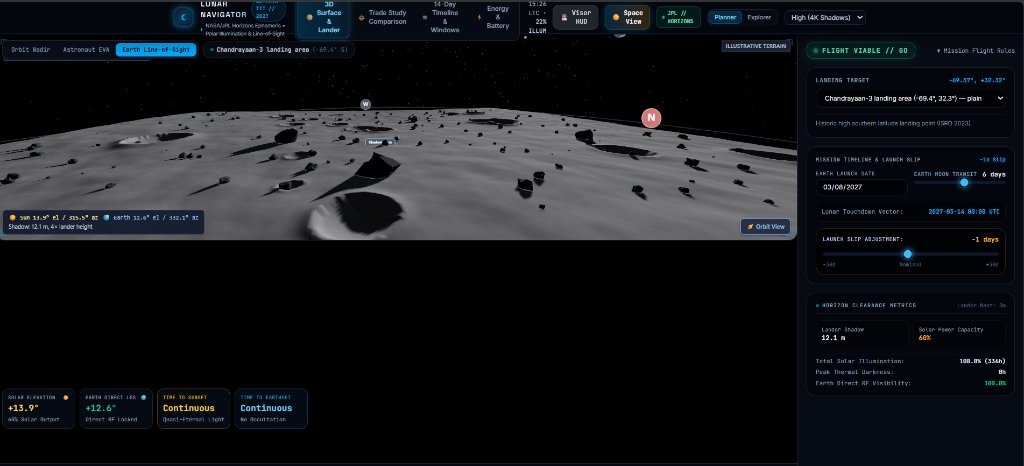 LUNAR
NAVIGATOR
2027
NASA/JPL Horizons Ephemeris •
Polar Illumination & Line-of-Sight
3D
Surface
&
Lander
Trade Study
Comparison
14-Day
Timeline
&
Windows
Energy
&
Battery
15:26
LTC •
22%
ILLUM
Visor
HUD
Space
View
JPL //
HORIZONS
Planner
Explorer
High (4K Shadows)
Orbit Nadir
Astronaut EVA
Earth Line-of-Sight
Chandrayaan-3 landing area (-69.4° S)
ILLUSTRATIVE TERRAIN
W
N
Sun 13.9° el / 315.5° az
Earth 12.6° el / 332.1° az
Shadow: 12.1 m, 4× lander height
Orbit View
SOLAR ELEVATION
+13.9°
60% Solar Output
EARTH DIRECT LOS
+12.6°
Direct RF Locked
TIME TO SUNSET
Continuous
Quasi-Eternal Light
TIME TO EARTHSET
Continuous
No Occultation
FLIGHT VIABLE // GO
▼ Mission Flight Rules
LANDING TARGET
-69.37°, +32.32°
Chandrayaan-3 landing area (-69.4°, 32.3°) — plain
Historic high southern latitude landing point (ISRO 2023).
MISSION TIMELINE & LAUNCH SLIP
-1d Slip
EARTH LAUNCH DATE
03/08/2027
EARTH-MOON TRANSIT
6 days
Lunar Touchdown Vector:
2027-03-14 00:00 UTC
LAUNCH SLIP ADJUSTMENT:
-1 days
-30d
Nominal
+30d
HORIZON CLEARANCE METRICS
Lander Mast: 3m
Lander Shadow
12.1 m
Solar Power Capacity
60%
Total Solar Illumination:
100.0% (336h)
Peak Thermal Darkness:
0h
Earth Direct RF Visibility:
100.0%